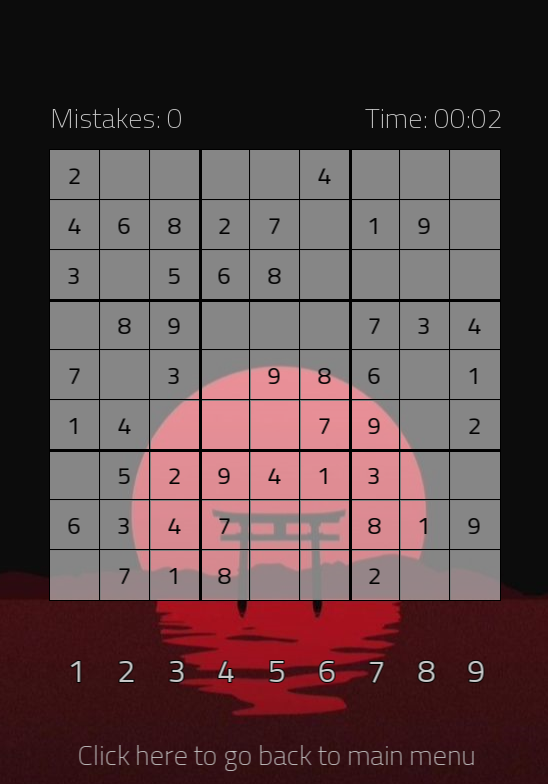 Mistakes: 0 Time: 00:02
2 4
4 6 8 2 7 1 9
3 5 6 8
8 9 7 3 4
7 3 9 8 6 1
1 4 7 9 2
5 2 9 4 1 3
6 3 4 7 8 1 9
7 1 8 2
1 2 3 4 5 6 7 8 9
Click here to go back to main menu